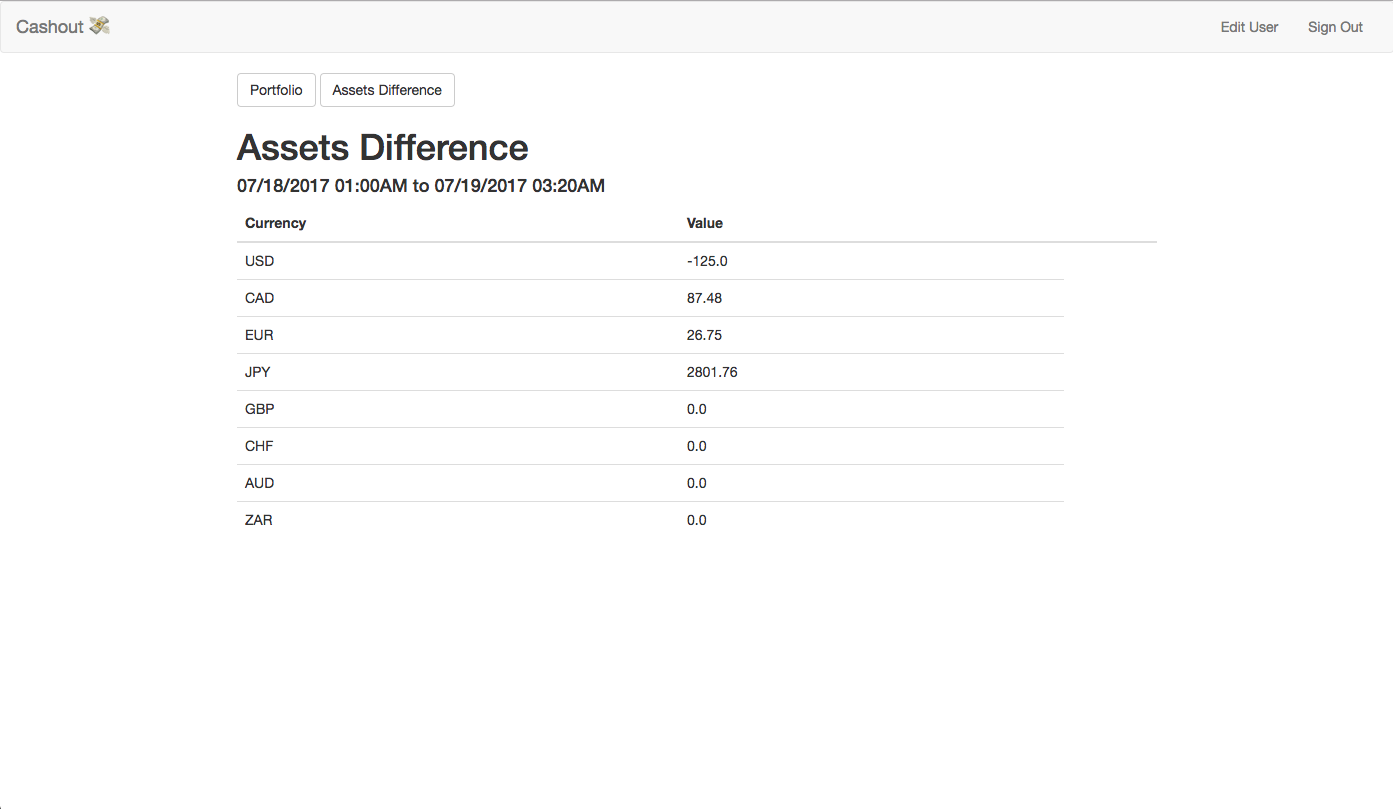 Cashout 💸 Edit User Sign Out
Portfolio Assets Difference
Assets Difference
07/18/2017 01:00AM to 07/19/2017 03:20AM
Currency Value
USD -125.0
CAD 87.48
EUR 26.75
JPY 2801.76
GBP 0.0
CHF 0.0
AUD 0.0
ZAR 0.0